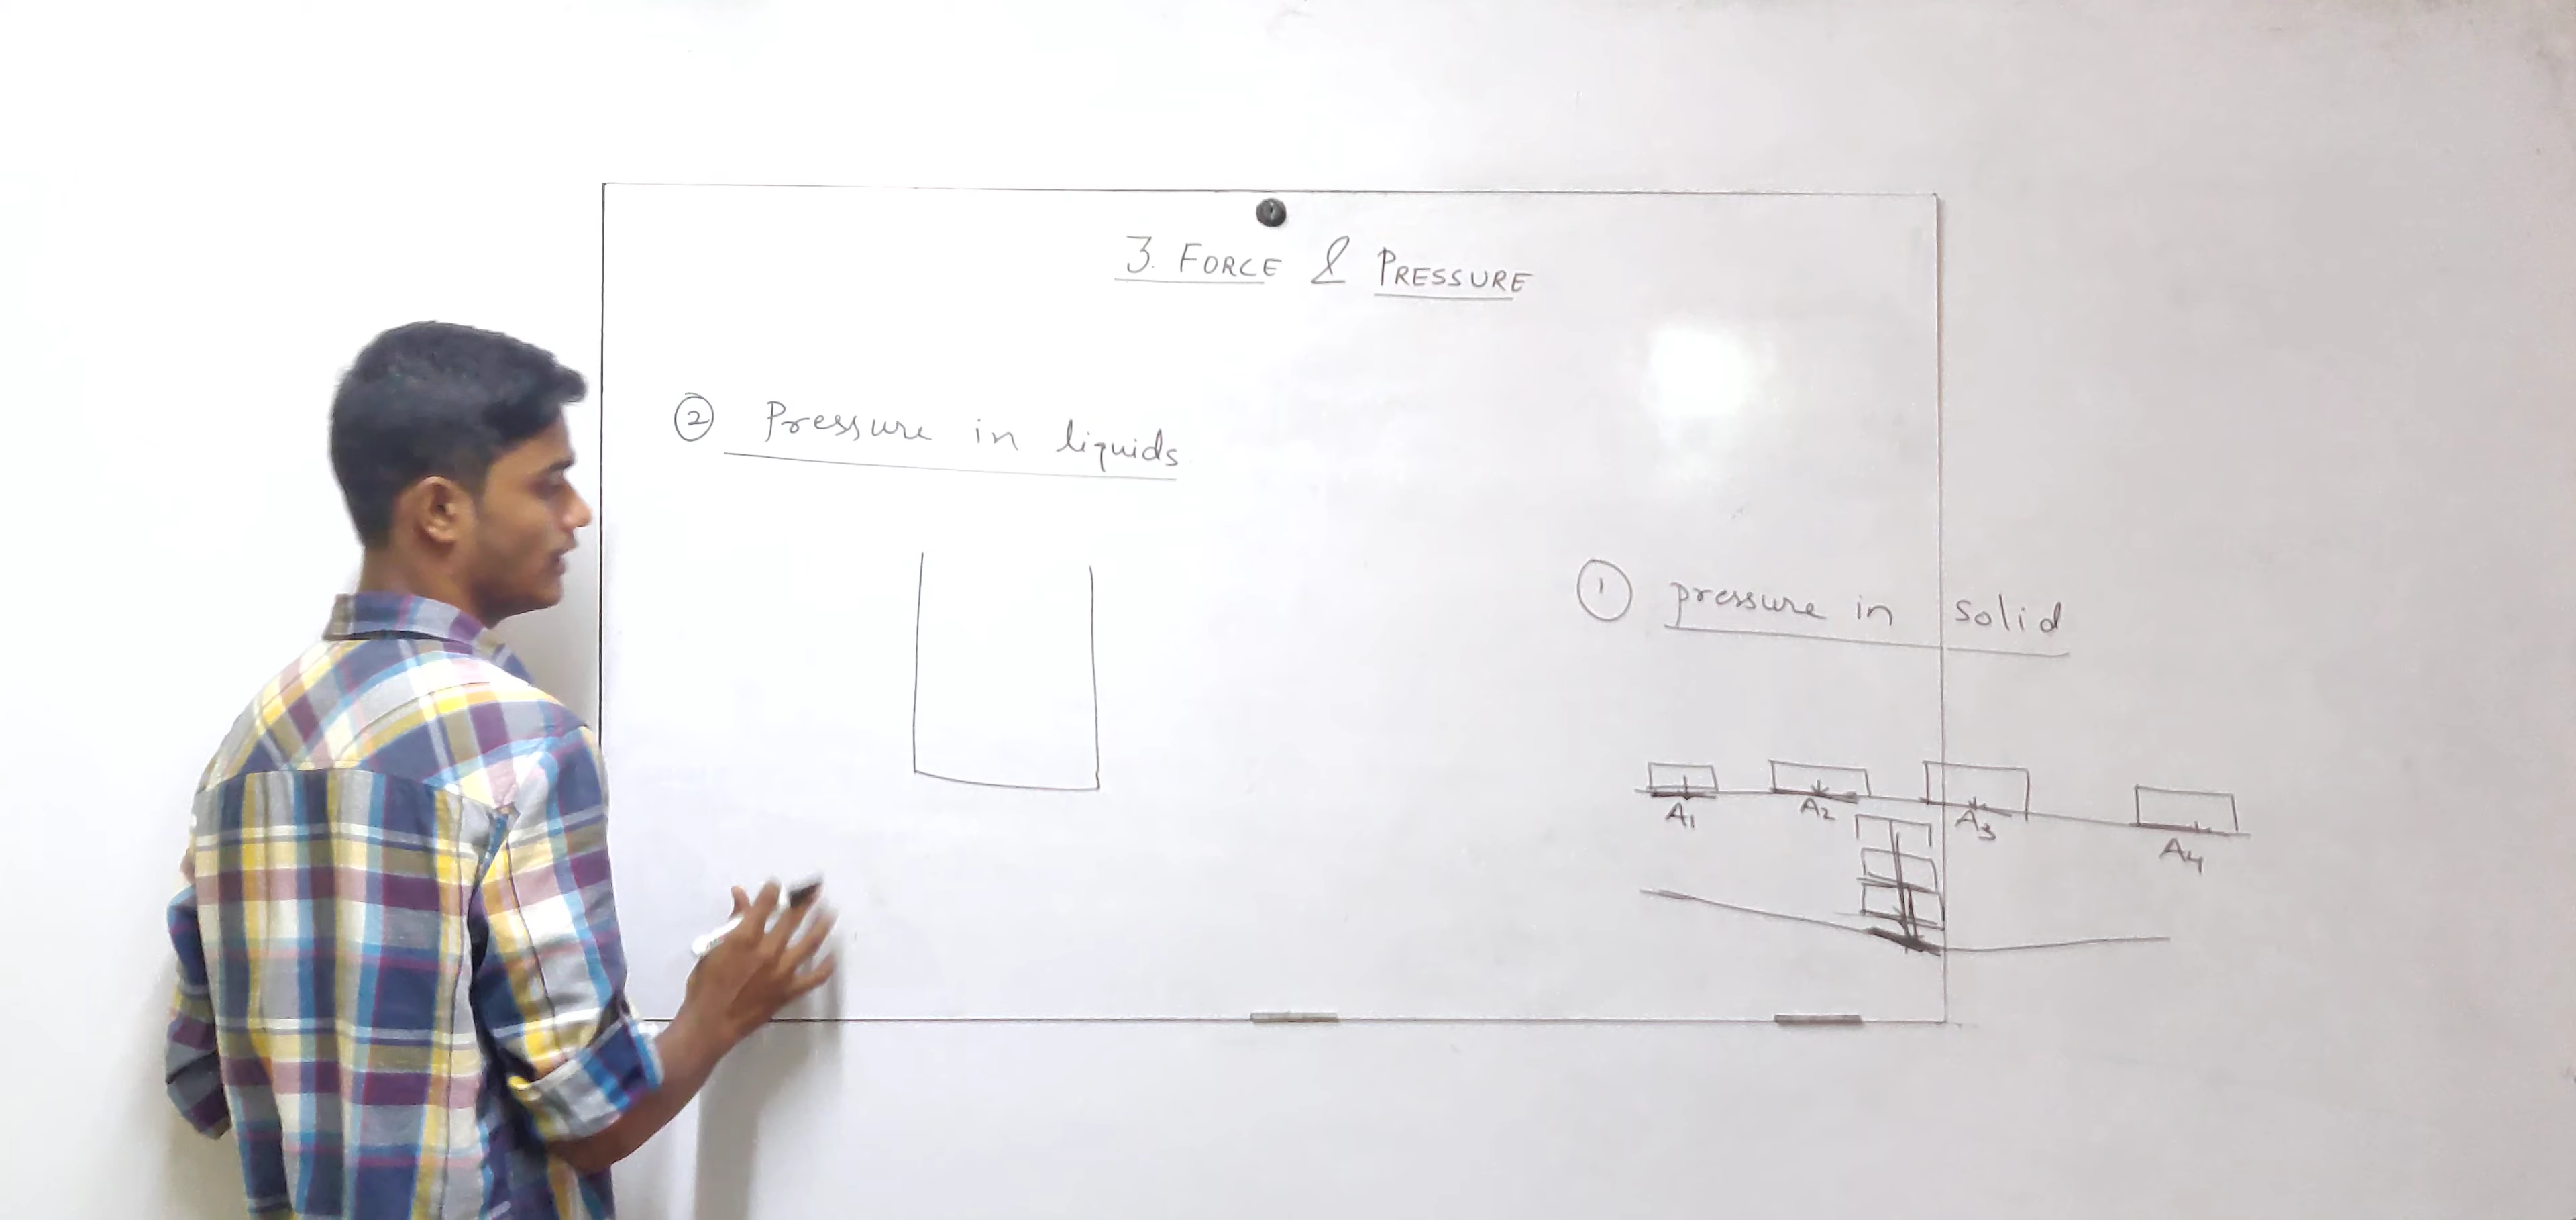 3. FORCE & PRESSURE
② Pressure in liquids
① pressure in solid
A1 A2 A3 A4